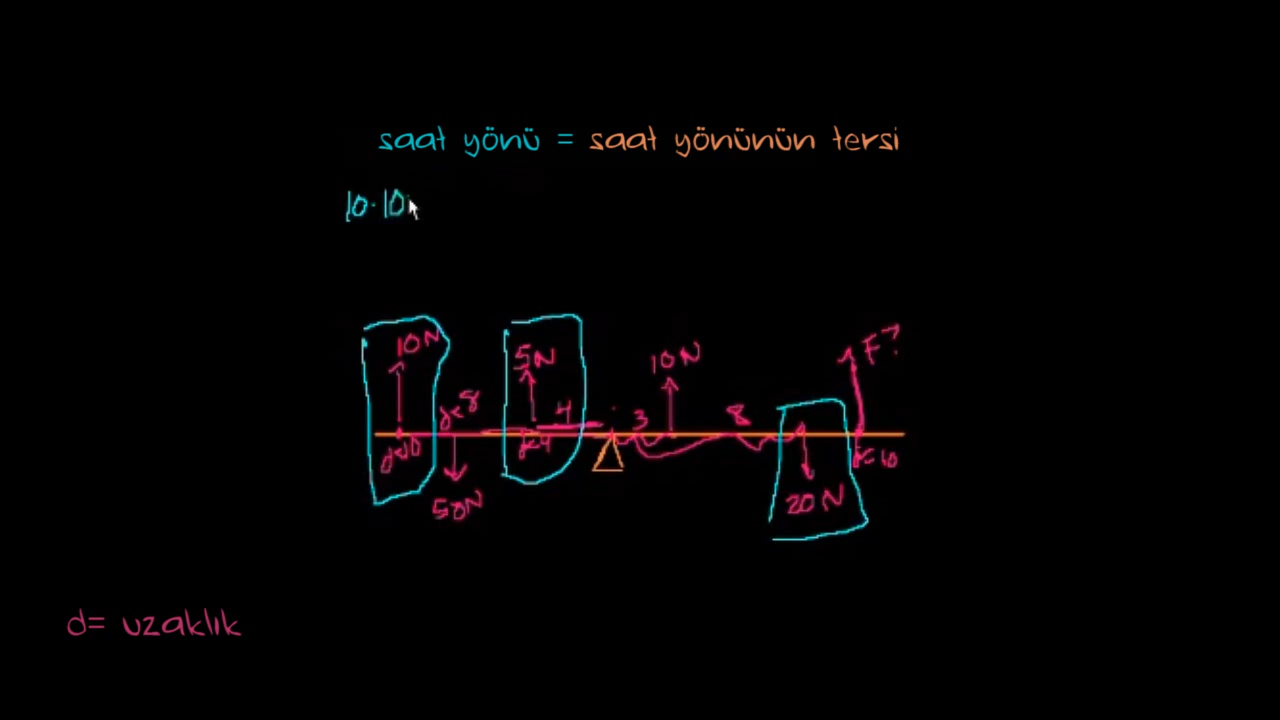 saat yönü = saat yönünün tersi
10·10
10N
5N
10N
F?
d=8
4
3
8
d=10
d=4
d=10
50N
20N
d= uzaklık